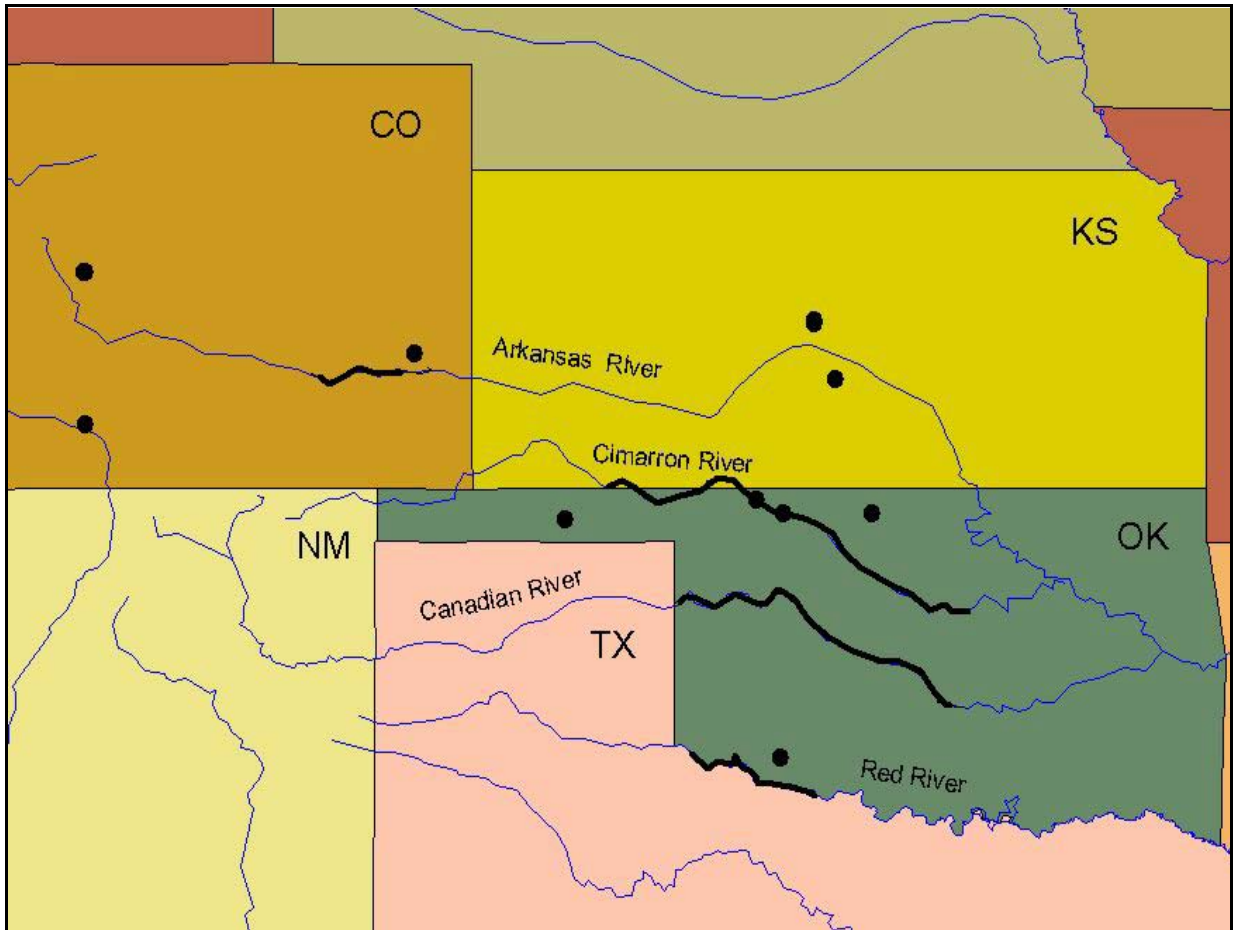 CO
KS
Arkansas River
Cimarron River
NM
OK
Canadian River
TX
Red River